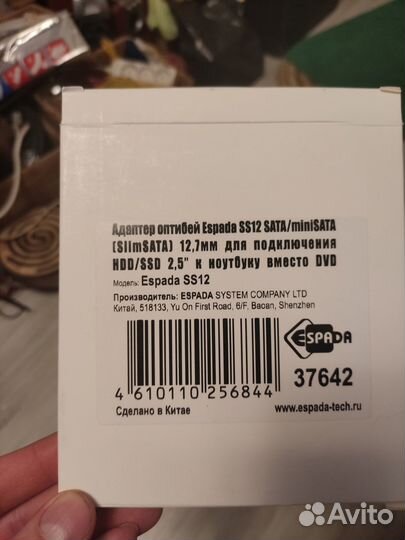 Адаптер оптибей Espada SS12 SATA/miniSATA
(SlimSATA) 12,7мм для подключения
HDD/SSD 2,5" к ноутбуку вместо DVD
Модель: Espada SS12
Производитель: ESPADA SYSTEM COMPANY LTD
Китай, 518133, Yu On First Road, 6/F, Bacan, Shenzhen
ESPADA
37642
4 610110 256844
Сделано в Китае
www.espada-tech.ru
Avito